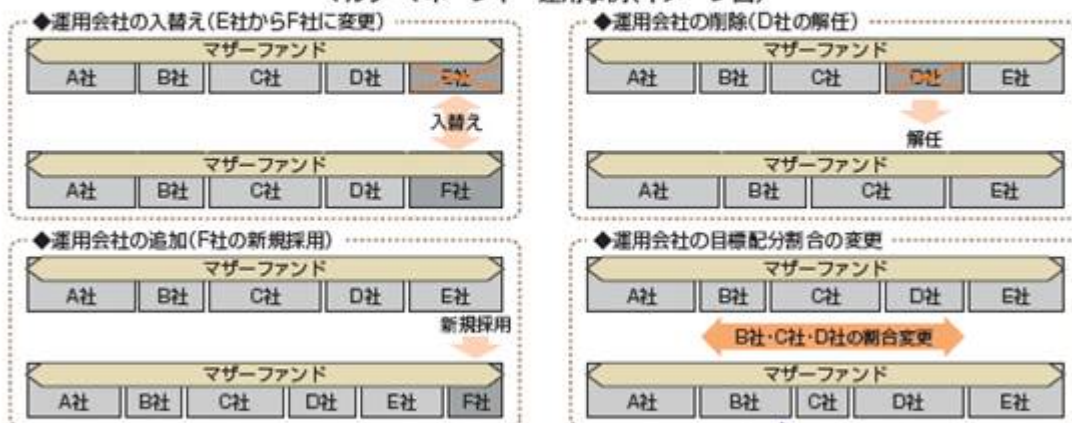 ◆運用会社の入替え(E社からF社に変更)
マザーファンド
A社 B社 C社 D社 E社
入替え
マザーファンド
A社 B社 C社 D社 F社
◆運用会社の削除(D社の解任)
マザーファンド
A社 B社 C社 D社 E社
解任
マザーファンド
A社 B社 C社 E社
◆運用会社の追加(F社の新規採用)
マザーファンド
A社 B社 C社 D社 E社
新規採用
マザーファンド
A社 B社 C社 D社 E社 F社
◆運用会社の目標配分割合の変更
マザーファンド
A社 B社 C社 D社 E社
B社・C社・D社の割合変更
マザーファンド
A社 B社 C社 D社 E社